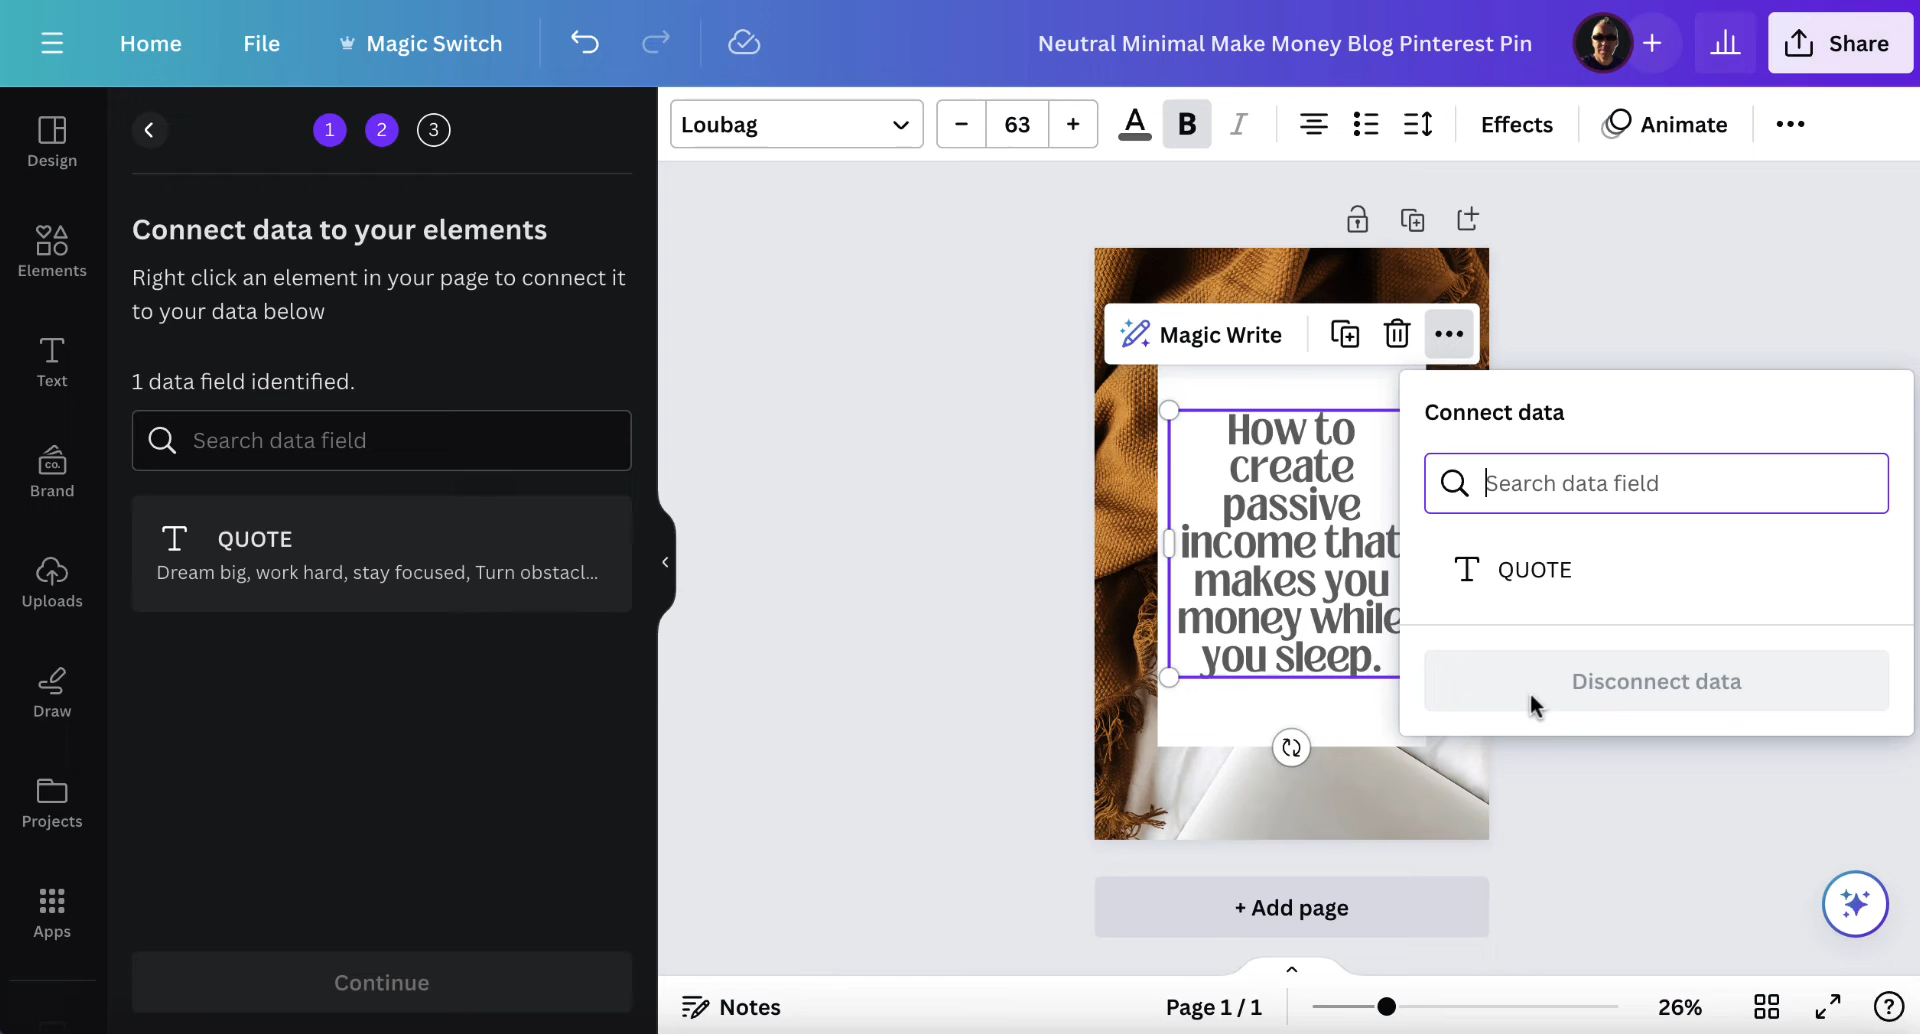 Home
File
Magic Switch
Neutral Minimal Make Money Blog Pinterest Pin
Share
Design
Elements
Text
CO.
Brand
Uploads
Draw
Projects
Apps
1
2
3
Connect data to your elements
Right click an element in your page to connect it
to your data below
1 data field identified.
Search data field
QUOTE
Dream big, work hard, stay focused, Turn obstacl...
Continue
Loubag
63
A
B
I
Effects
Animate
Magic Write
How to
create
passive
income that
makes you
money while
you sleep.
Connect data
Search data field
QUOTE
Disconnect data
+ Add page
Notes
Page 1 / 1
26%